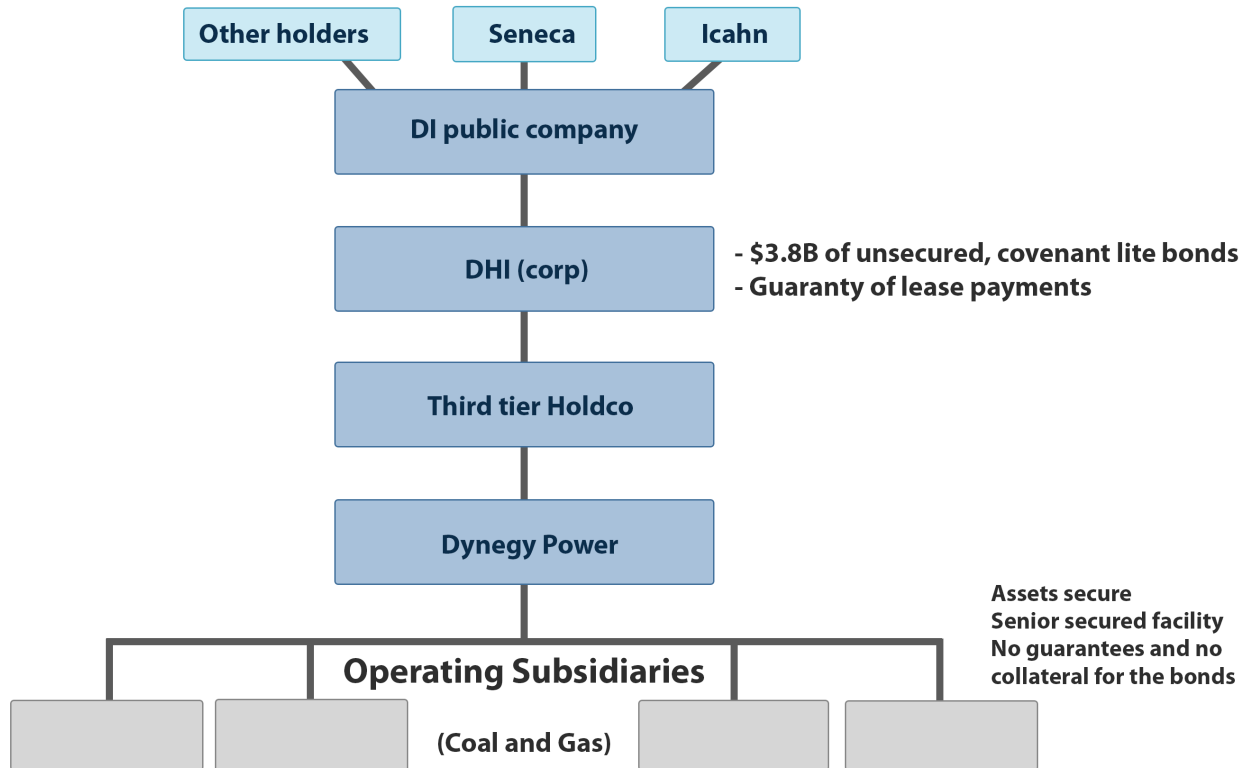 Other holders
Seneca
Icahn
DI public company
DHI (corp)
- $3.8B of unsecured, covenant lite bonds
- Guaranty of lease payments
Third tier Holdco
Dynegy Power
Assets secure
Senior secured facility
No guarantees and no
collateral for the bonds
Operating Subsidiaries
(Coal and Gas)